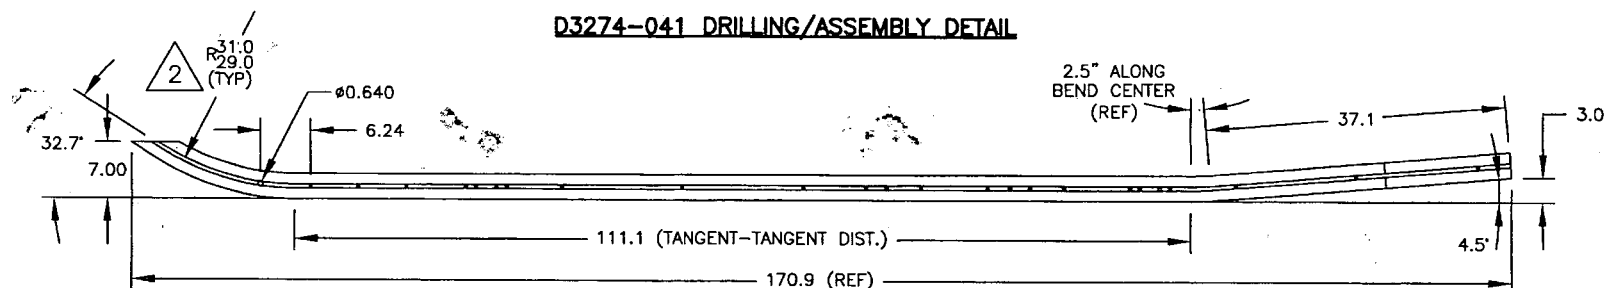 D3274-041 DRILLING/ASSEMBLY DETAIL
2
R31.0
29.0
(TYP)
2.5" ALONG
BEND CENTER
(REF)
ø0.640
6.24
37.1
3.0
32.7°
7.00
111.1 (TANGENT-TANGENT DIST.)
4.5°
170.9 (REF)